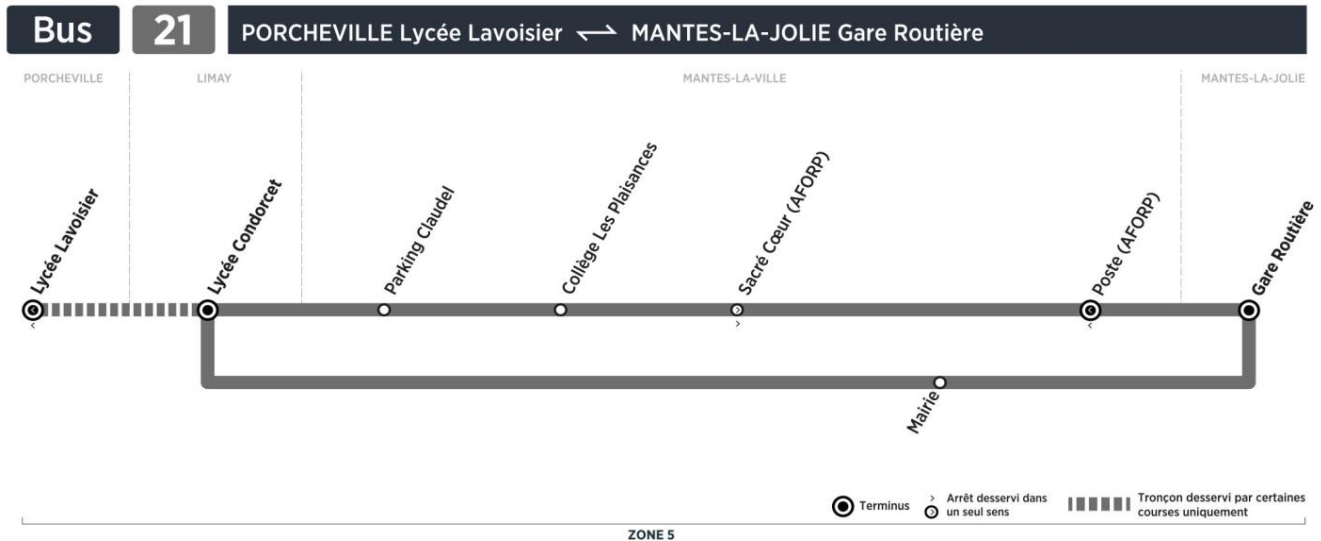 Bus 21 PORCHEVILLE Lycée Lavoisier ⇌ MANTES-LA-JOLIE Gare Routière
PORCHEVILLE
LIMAY
MANTES-LA-VILLE
MANTES-LA-JOLIE
Lycée Lavoisier
Lycée Condorcet
Parking Claudel
Collège Les Plaisances
Sacré Cœur (AFORP)
Poste (AFORP)
Gare Routière
Mairie
Terminus
Arrêt desservi dans
un seul sens
Tronçon desservi par certaines
courses uniquement
ZONE 5